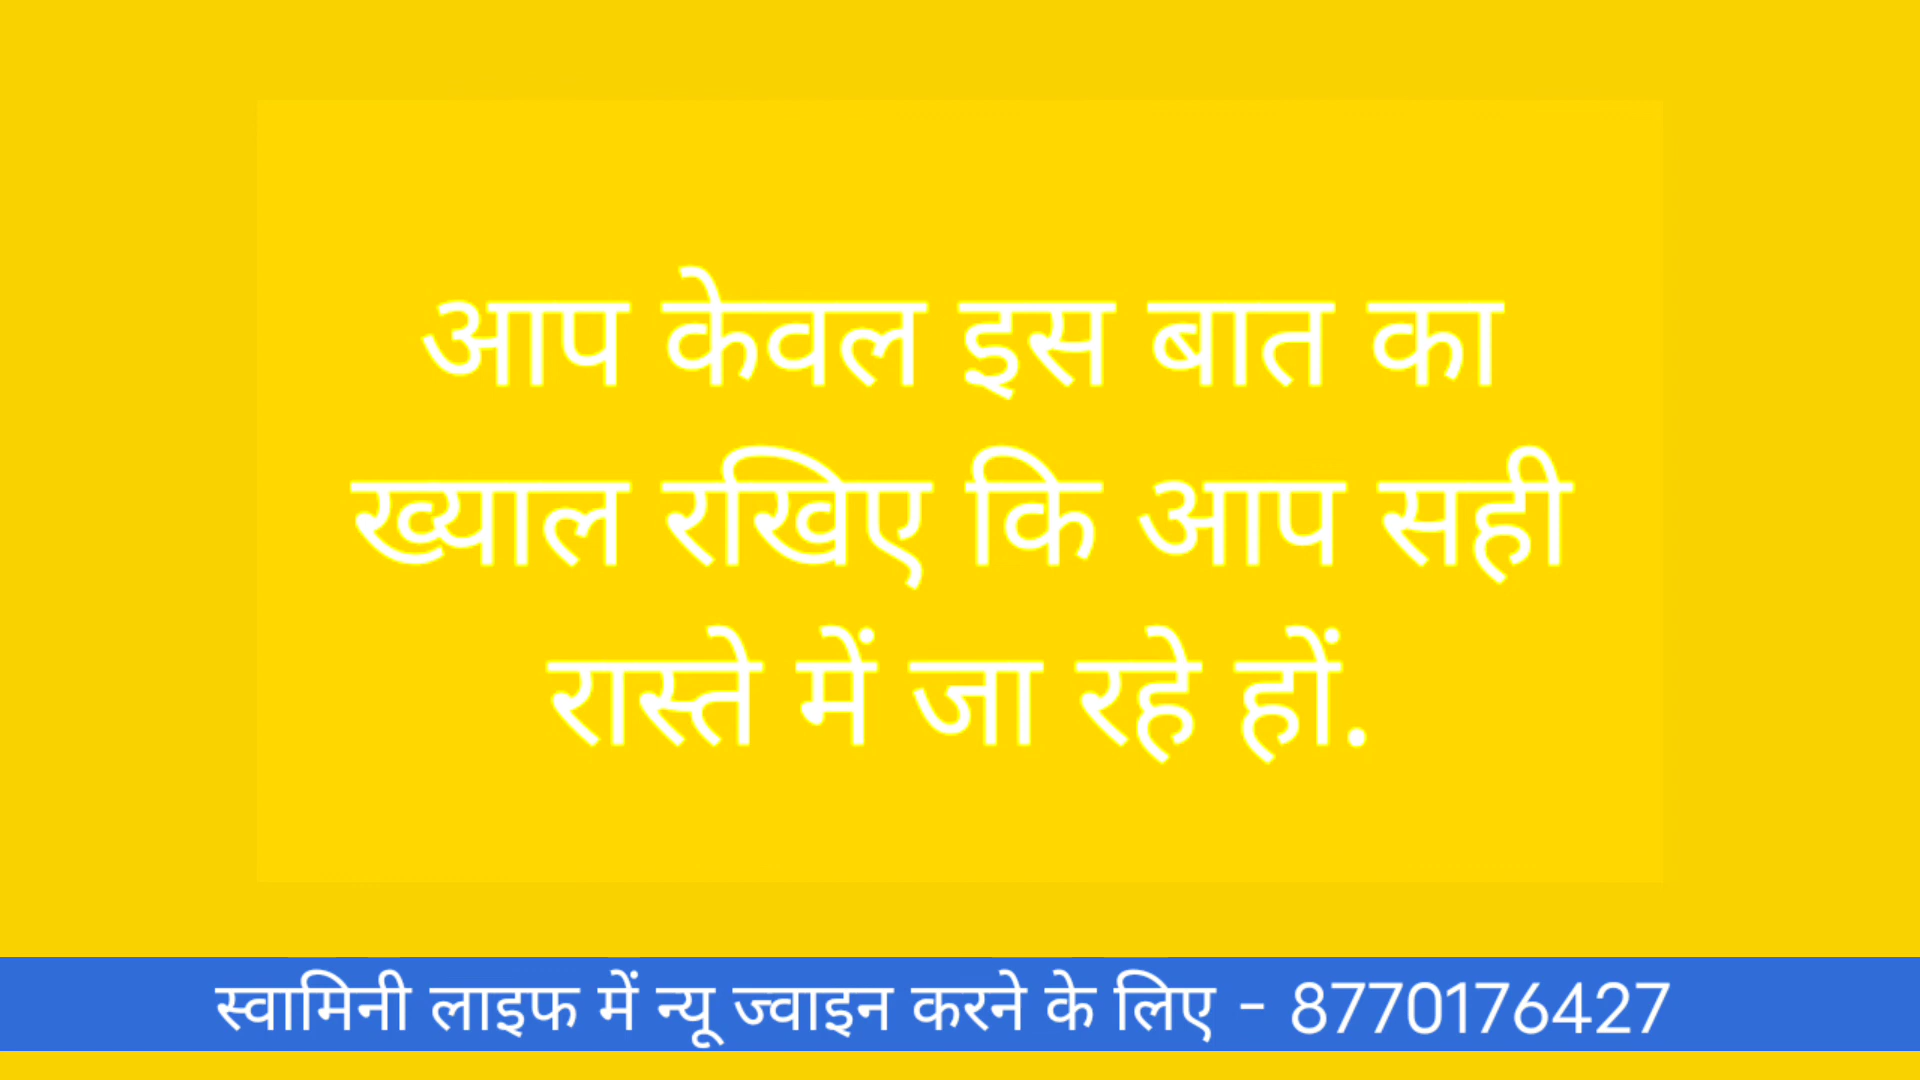 आप केवल इस बात का
ख्याल रखिए कि आप सही
रास्ते में जा रहे हों.
स्वामिनी लाइफ में न्यू ज्वाइन करने के लिए - 8770176427